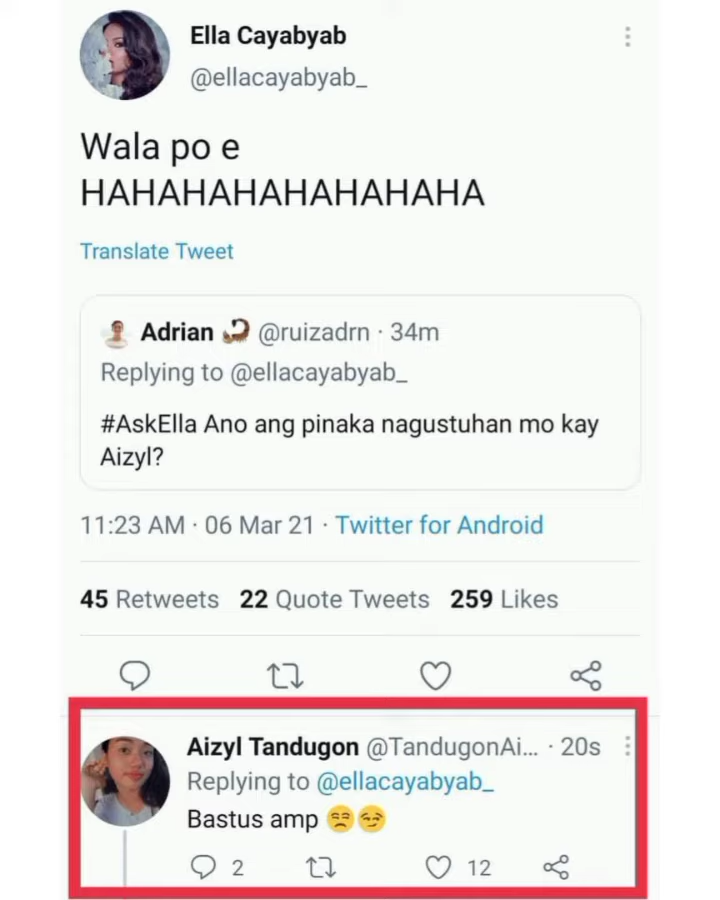 Ella Cayabyab
@ellacayabyab_
Wala po e
HAHAHAHAHAHAHAHA
Translate Tweet
Adrian @ruizadrn · 34m
Replying to @ellacayabyab_
#AskElla Ano ang pinaka nagustuhan mo kay
Aizyl?
11:23 AM · 06 Mar 21 · Twitter for Android
45 Retweets 22 Quote Tweets 259 Likes
Aizyl Tandugon @TandugonAi... · 20s
Replying to @ellacayabyab_
Bastus amp 😒😏
2 12